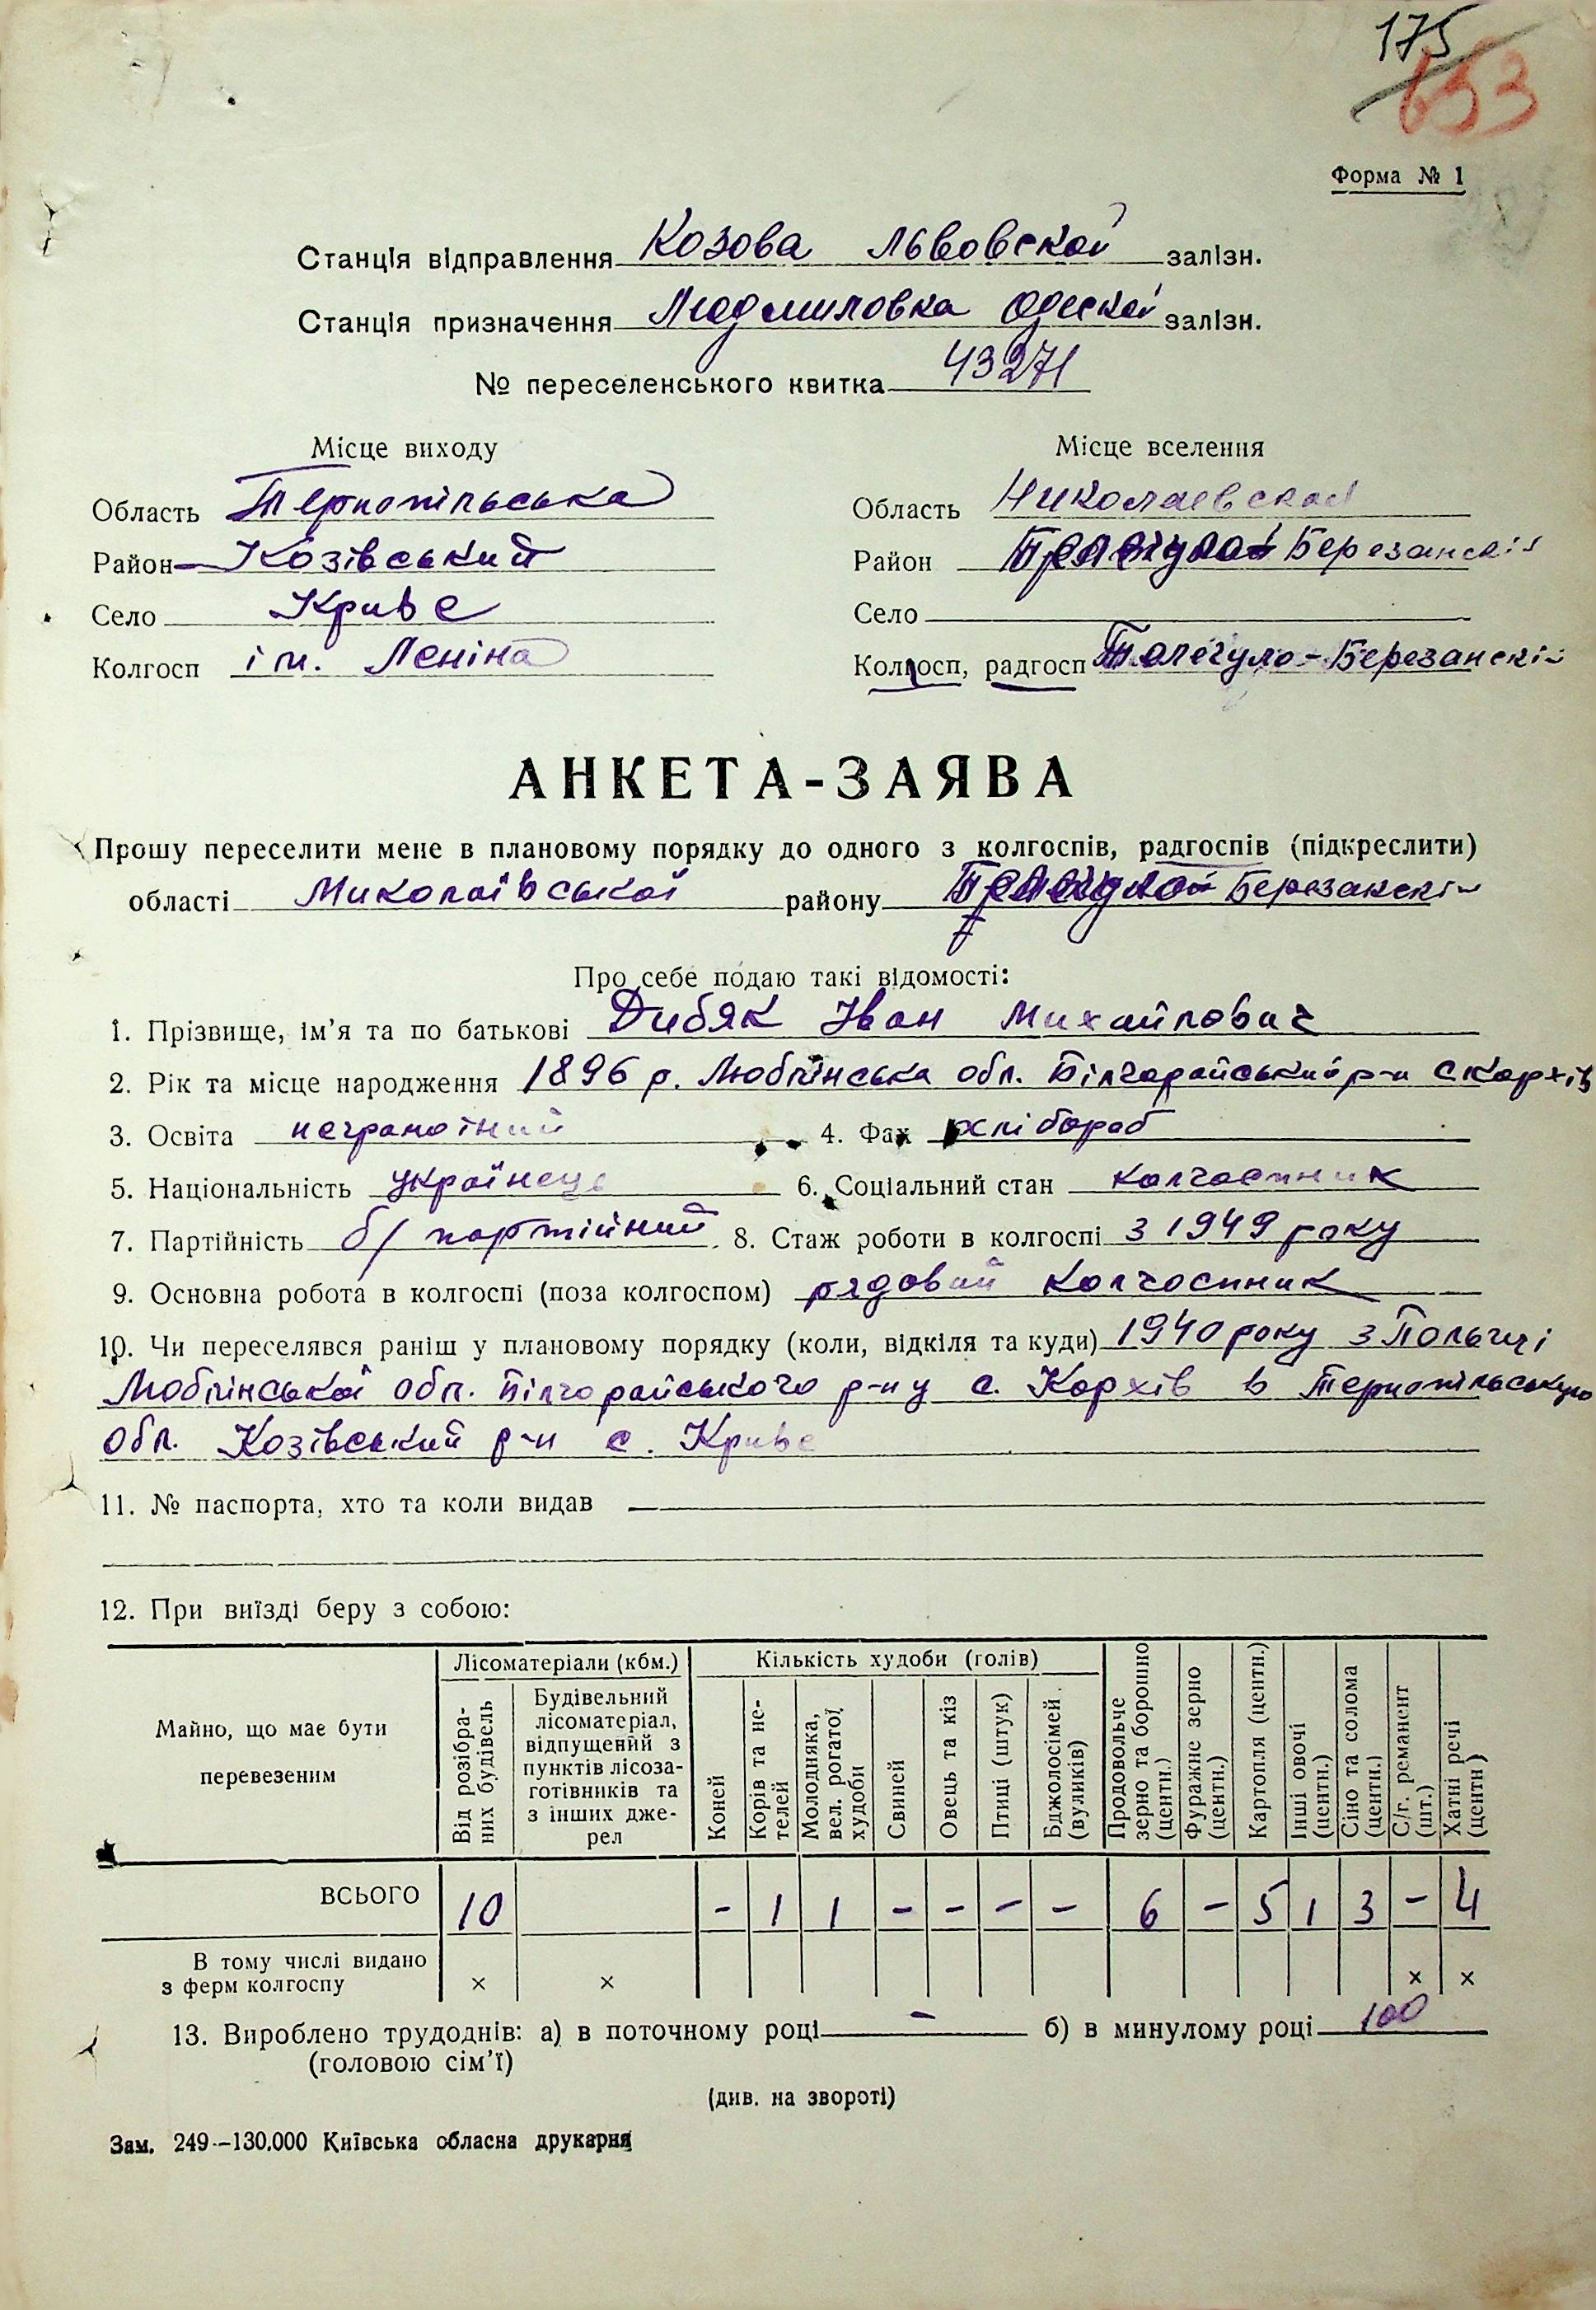 175
653
Форма № 1
Станція відправлення Козова Львовской залізн.
Станція призначення Людмиловка Одеской залізн.
№ переселенського квитка 43271
Місце виходу
Місце вселення
Область Тернопільська
Область Николаевской
Район Козівський
Район Березанскій
Село Криве
Село
Колгосп ім. Леніна
Колгосп, радгосп Тилігуло-Березанскій
АНКЕТА-ЗАЯВА
Прошу переселити мене в плановому порядку до одного з колгоспів, радгоспів (підкреслити)
області Миколаївської району Березанскій
Про себе подаю такі відомості:
1. Прізвище, ім'я та по батькові Дибяк Іван Михайлович
2. Рік та місце народження 1896 р. Люблінська обл. Білгорайський р-н с Кархів
3. Освіта неграмотний 4. Фах хлібораб
5. Національність українець 6. Соціальний стан колгоспник
7. Партійність б/партійний 8. Стаж роботи в колгоспі з 1949 року
9. Основна робота в колгоспі (поза колгоспом) рядовий колгоспник
10. Чи переселявся раніш у плановому порядку (коли, відкіля та куди) 1940 року з Польщі
Люблінської обл. Білгорайського р-ну с. Кархів в Тернопільську
обл. Козівський р-н с. Криве
11. № паспорта, хто та коли видав
12. При виїзді беру з собою:
Майно, що має бути перевезеним
Лісоматеріали (кбм.)
Від розібраних будівель
Будівельний лісоматеріал, відпущений з пунктів лісозаготівників та з інших джерел
Кількість худоби (голів)
Коней
Корів та нетелей
Молодняка, вел. рогатої худоби
Свиней
Овець та кіз
Птиці (штук)
Бджолосімей (вуликів)
Продовольче зерно та борошно (центн.)
Фуражне зерно (центн.)
Картопля (центн.)
Інші овочі (центн.)
Сіно та солома (центн.)
С/г. реманент (шт.)
Хатні речі (центн)
ВСЬОГО 10 - 1 1 - - - - 6 - 5 1 3 - 4
В тому числі видано
з ферм колгоспу × × × ×
13. Вироблено трудоднів: а) в поточному році - б) в минулому році 100
(головою сім'ї)
(див. на звороті)
Зам. 249--130.000 Київська обласна друкарня